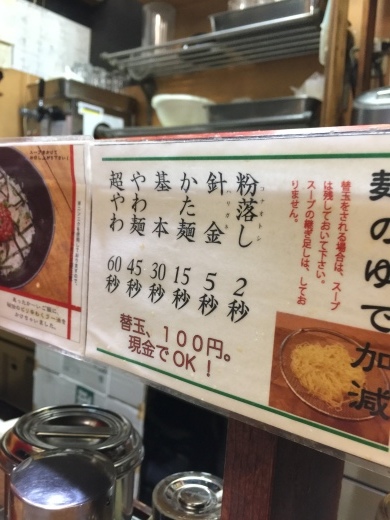 麺のゆで加減
替玉をされる場合は、スープ
は残しておいて下さい。
スープの継ぎ足しは、してお
りません。
粉落し 2秒
針金 5秒
かた麺 15秒
基本 30秒
やわ麺 45秒
超やわ 60秒
替玉、100円。
現金でOK！